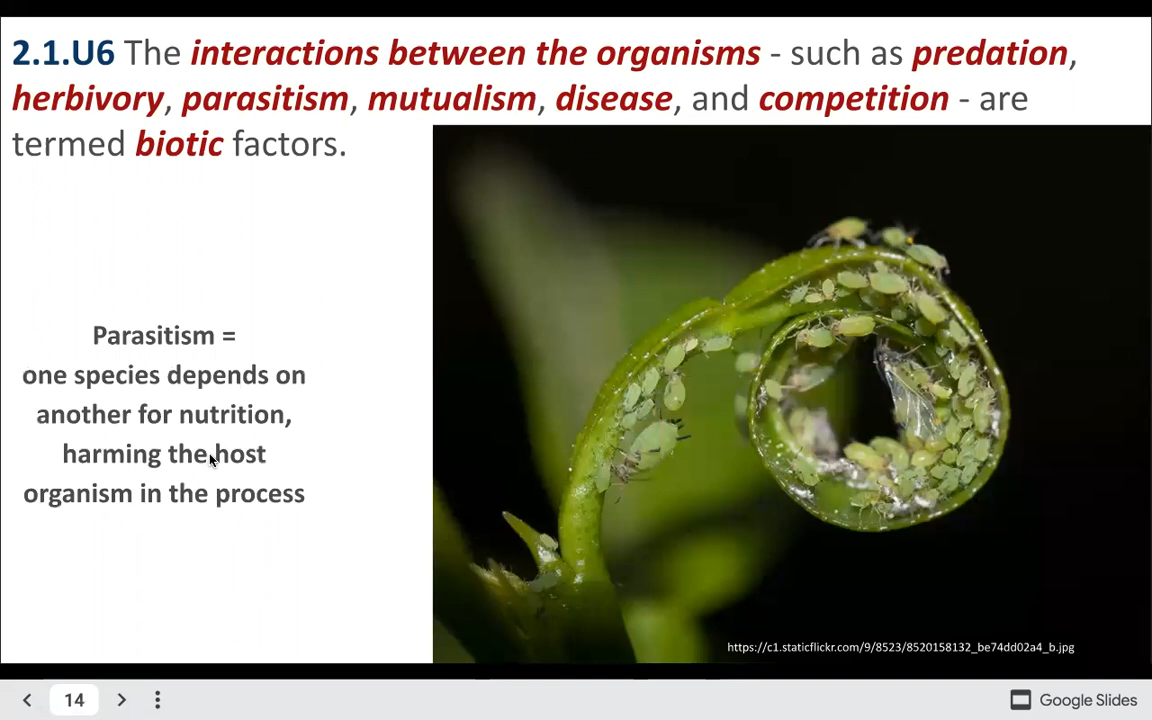 2.1.U6 The interactions between the organisms - such as predation,
herbivory, parasitism, mutualism, disease, and competition - are
termed biotic factors.
Parasitism =
one species depends on
another for nutrition,
harming the host
organism in the process
https://c1.staticflickr.com/9/8523/8520158132_be74dd02a4_b.jpg
14
Google Slides